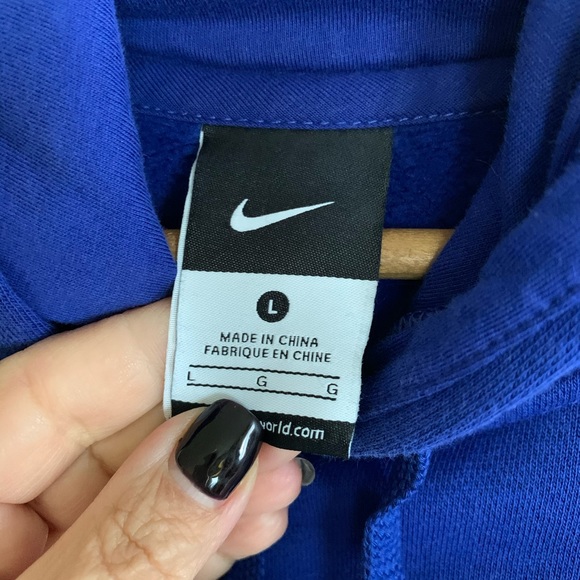 L
MADE IN CHINA
FABRIQUE EN CHINE
L G G
world.com